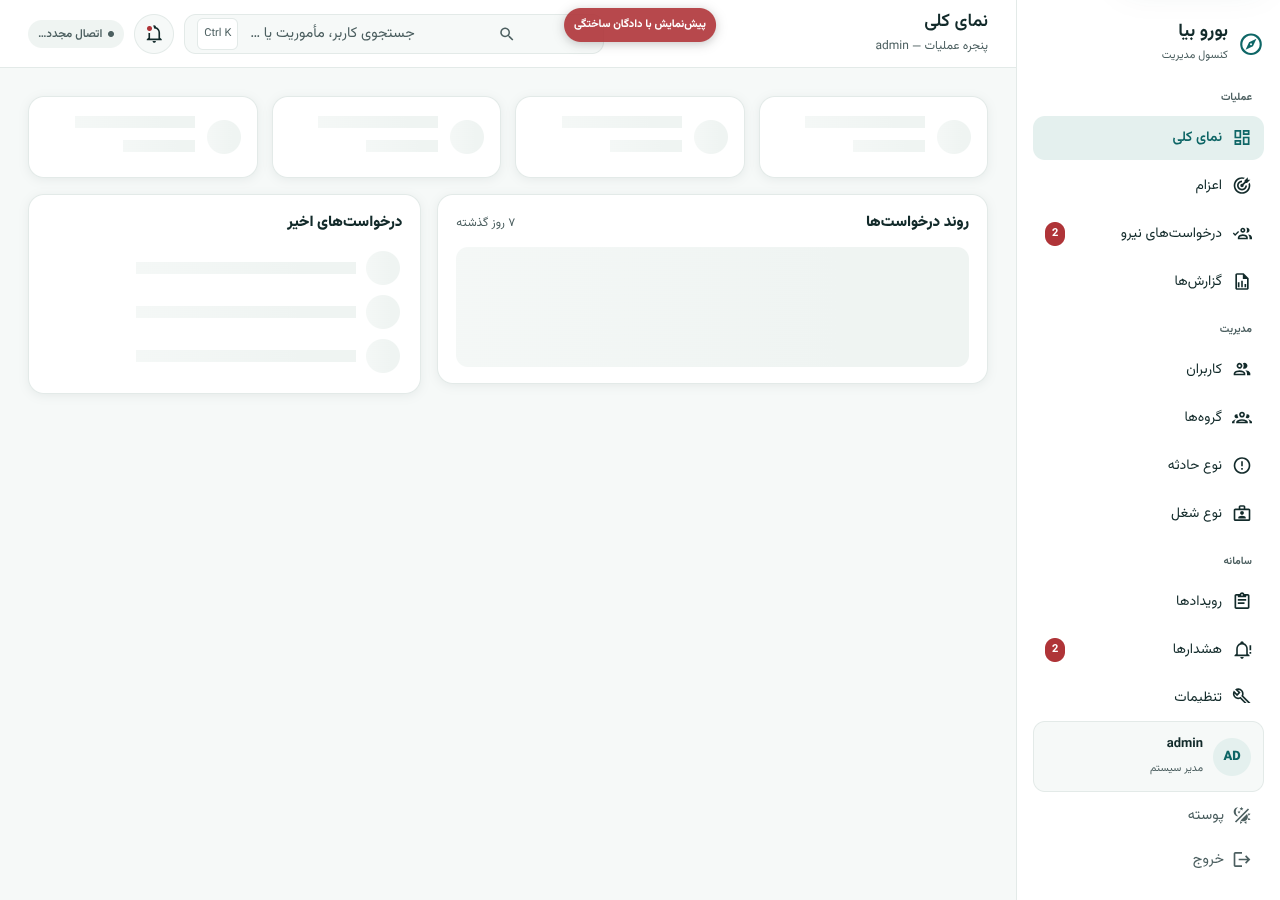 بورو بیا
کنسول مدیریت
عملیات
نمای کلی
اعزام
درخواست‌های نیرو
2
گزارش‌ها
مدیریت
کاربران
گروه‌ها
نوع حادثه
نوع شغل
سامانه
رویدادها
هشدارها
2
تنظیمات
AD
admin
مدیر سیستم
پوسته
خروج
نمای کلی
پنجره عملیات — admin
پیش‌نمایش با دادگان ساختگی
جستجوی کاربر، مأموریت یا ...
Ctrl K
اتصال مجدد...
روند درخواست‌ها
۷ روز گذشته
درخواست‌های اخیر